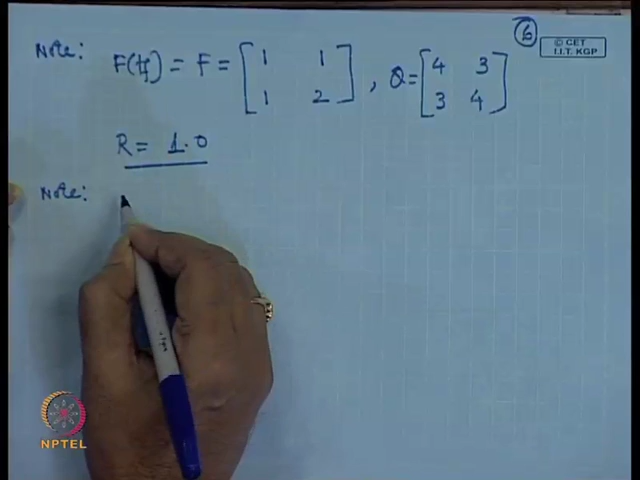 6
© CET
I.I.T. KGP
Note: F(tf) = F = [1 1
1 2], Q = [4 3
3 4]
R = 1.0
Note:
NPTEL